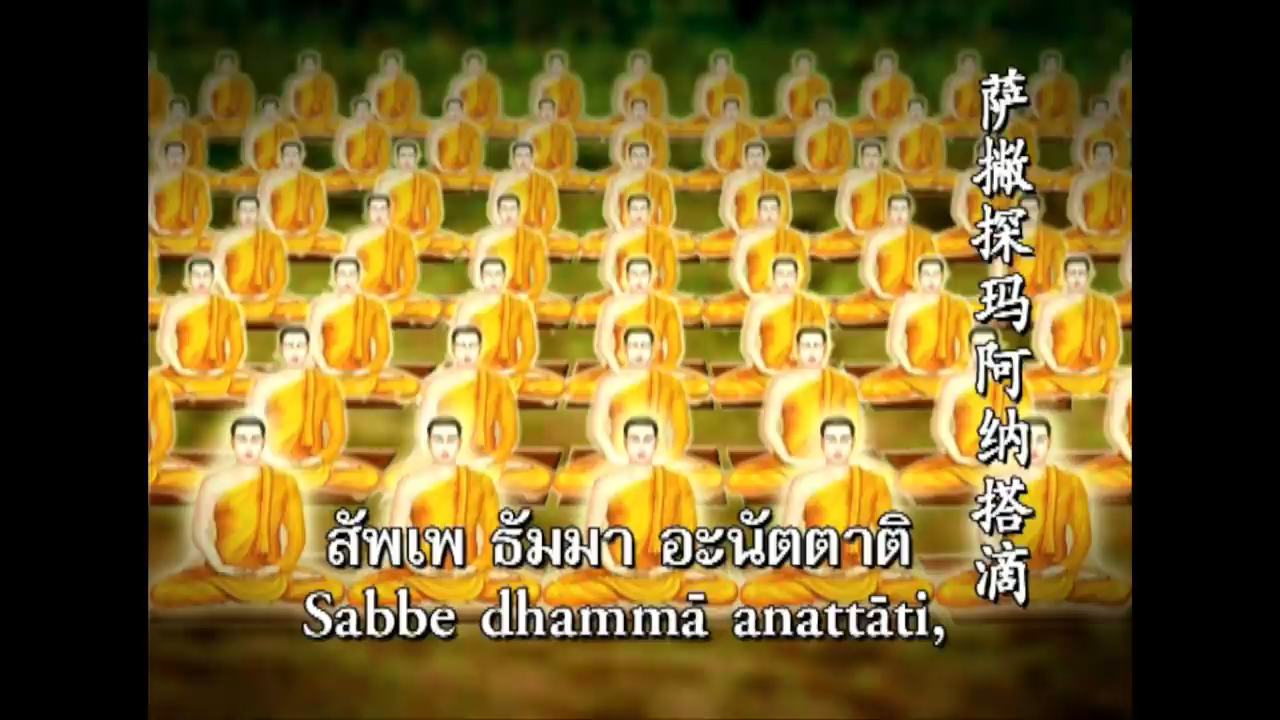 萨撇探玛阿纳搭滴
สัพเพ ธัมมา อะนัตตาติ
Sabbe dhammā anattāti,